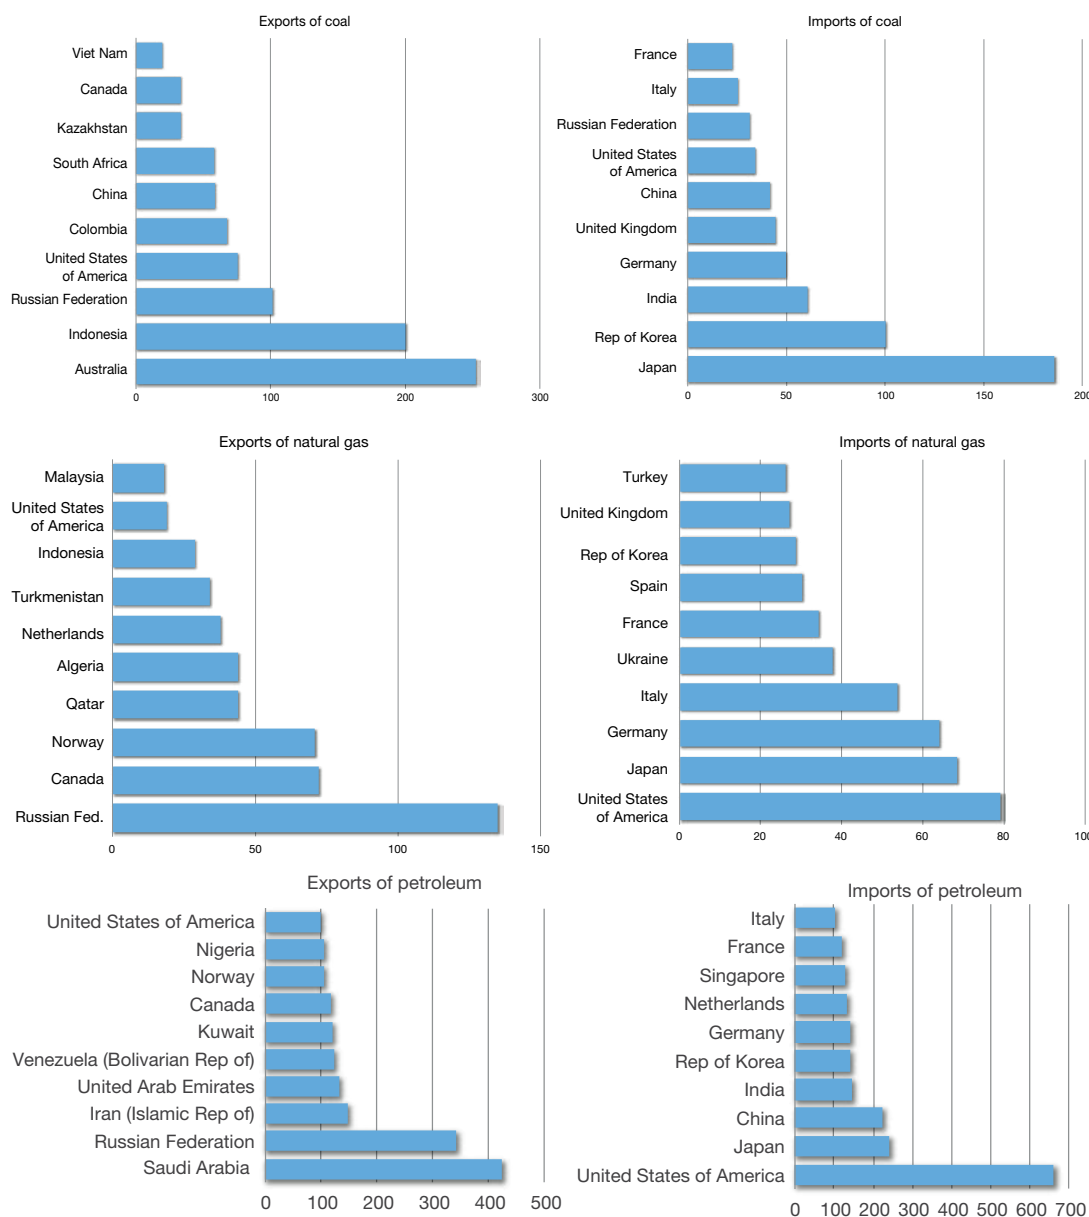 Exports of coal
Viet Nam
Canada
Kazakhstan
South Africa
China
Colombia
United States
of America
Russian Federation
Indonesia
Australia
0 100 200 300
Imports of coal
France
Italy
Russian Federation
United States
of America
China
United Kingdom
Germany
India
Rep of Korea
Japan
0 50 100 150 200
Exports of natural gas
Malaysia
United States
of America
Indonesia
Turkmenistan
Netherlands
Algeria
Qatar
Norway
Canada
Russian Fed.
0 50 100 150
Imports of natural gas
Turkey
United Kingdom
Rep of Korea
Spain
France
Ukraine
Italy
Germany
Japan
United States
of America
0 20 40 60 80 100
Exports of petroleum
United States of America
Nigeria
Norway
Canada
Kuwait
Venezuela (Bolivarian Rep of)
United Arab Emirates
Iran (Islamic Rep of)
Russian Federation
Saudi Arabia
0 100 200 300 400 500
Imports of petroleum
Italy
France
Singapore
Netherlands
Germany
Rep of Korea
India
China
Japan
United States of America
0 100 200 300 400 500 600 700